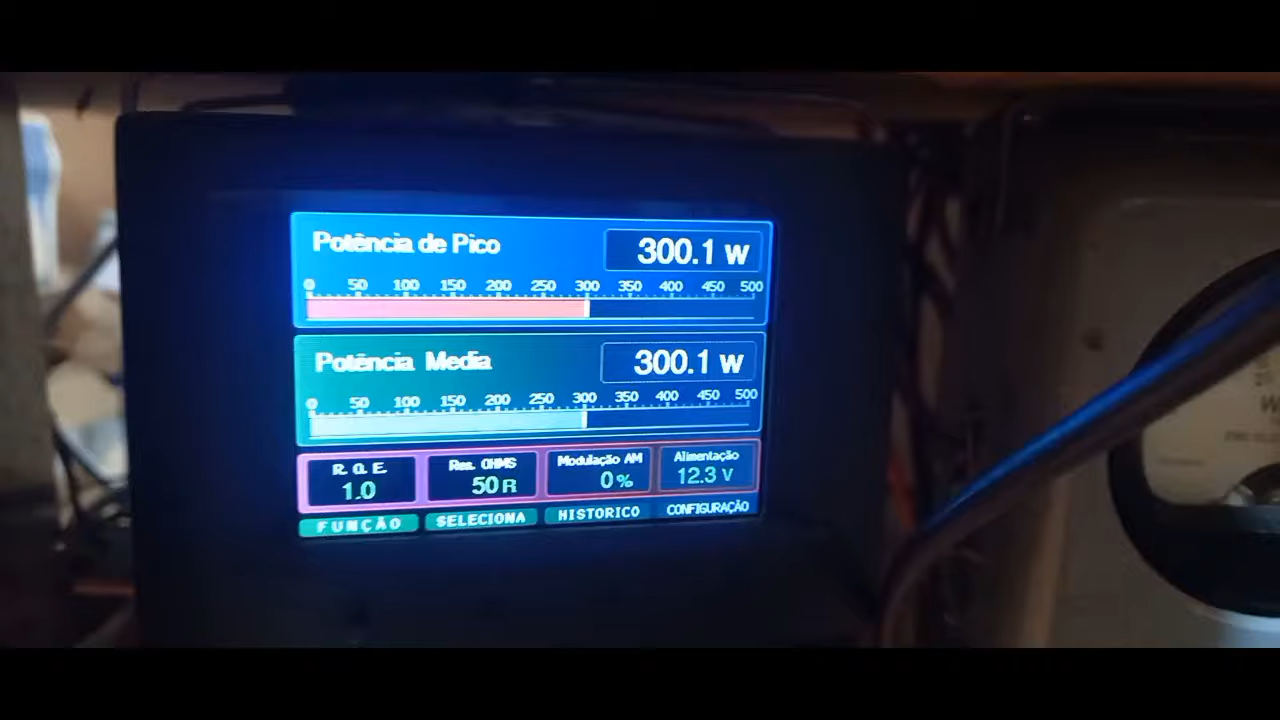 Potência de Pico 300.1 W
0 50 100 150 200 250 300 350 400 450 500
Potência Media 300.1 W
0 50 100 150 200 250 300 350 400 450 500
R. O. E. Res. OHMS Modulação AM Alimentação
1.0 50 R 0 % 12.3 V
FUNÇÃO SELECIONA HISTORICO CONFIGURAÇÃO